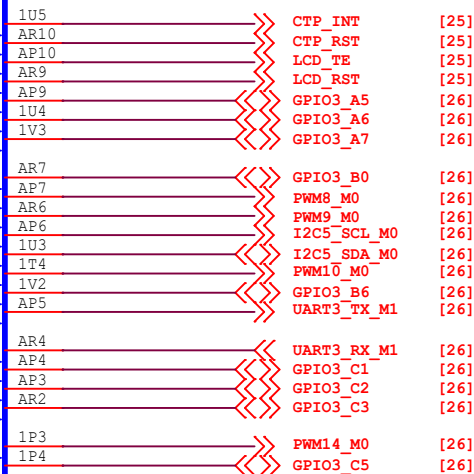 1U5 CTP_INT [25]
AR10 CTP_RST [25]
AP10 LCD_TE [25]
AR9 LCD_RST [25]
AP9 GPIO3_A5 [26]
1U4 GPIO3_A6 [26]
1V3 GPIO3_A7 [26]
AR7 GPIO3_B0 [26]
AP7 PWM8_M0 [26]
AR6 PWM9_M0 [26]
AP6 I2C5_SCL_M0 [26]
1U3 I2C5_SDA_M0 [26]
1T4 PWM10_M0 [26]
1V2 GPIO3_B6 [26]
AP5 UART3_TX_M1 [26]
AR4 UART3_RX_M1 [26]
AP4 GPIO3_C1 [26]
AP3 GPIO3_C2 [26]
AR2 GPIO3_C3 [26]
1P3 PWM14_M0 [26]
1P4 GPIO3_C5 [26]